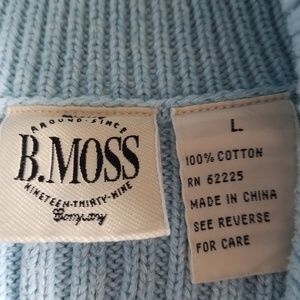 AROUND·SINCE
B.MOSS
NINETEEN-THIRTY-NINE
Company
L
100% COTTON
RN 62225
MADE IN CHINA
SEE REVERSE
FOR CARE